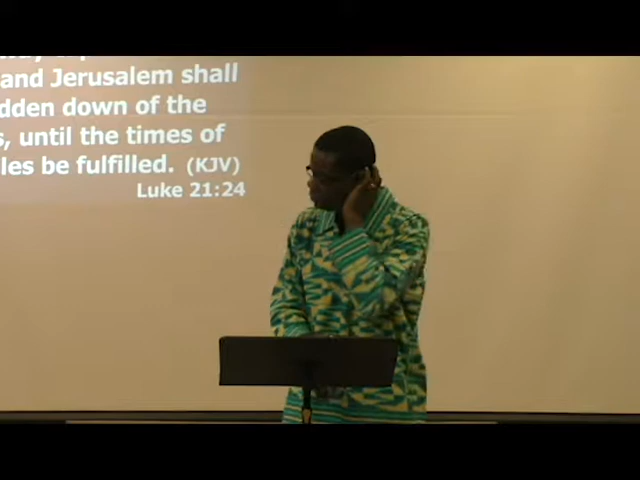 and Jerusalem shall
dden down of the
s, until the times of
les be fulfilled. (KJV)
Luke 21:24